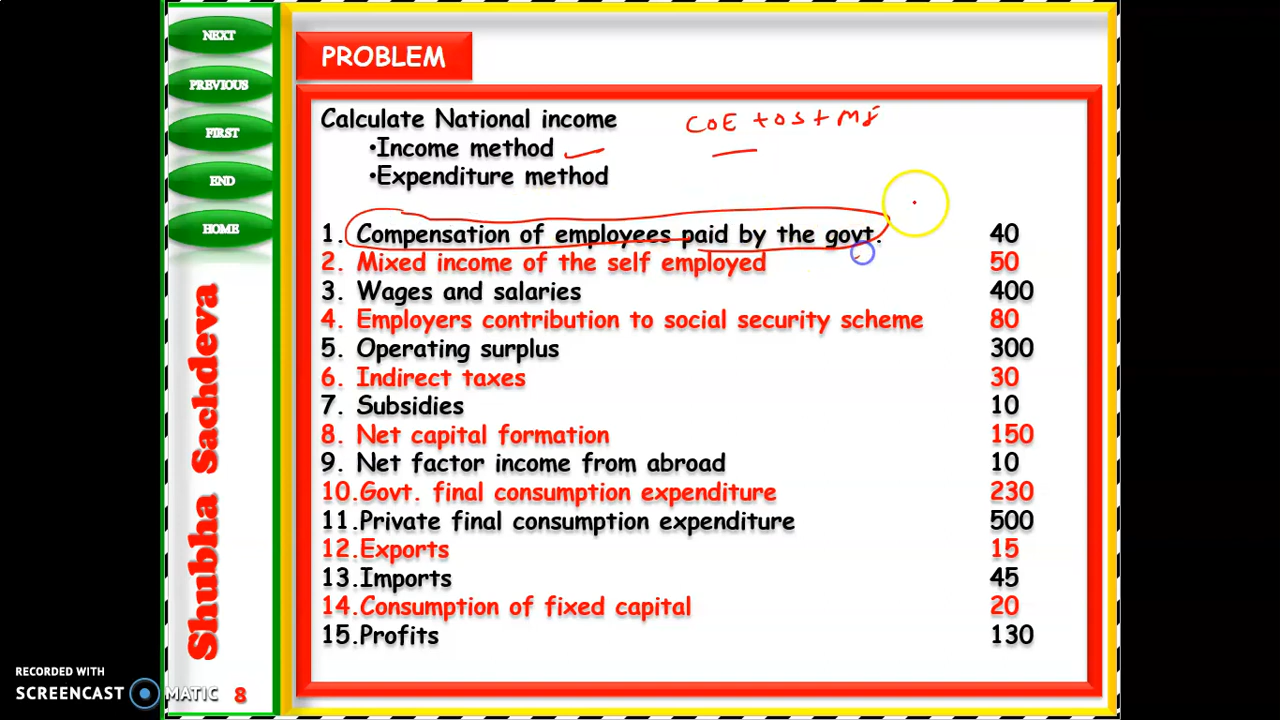 NEXT
PREVIOUS
FIRST
END
HOME
Shubha Sachdeva
PROBLEM
Calculate National income
COE + OS + MI
•Income method
•Expenditure method
1. Compensation of employees paid by the govt. 40
2. Mixed income of the self employed 50
3. Wages and salaries 400
4. Employers contribution to social security scheme 80
5. Operating surplus 300
6. Indirect taxes 30
7. Subsidies 10
8. Net capital formation 150
9. Net factor income from abroad 10
10.Govt. final consumption expenditure 230
11.Private final consumption expenditure 500
12.Exports 15
13.Imports 45
14.Consumption of fixed capital 20
15.Profits 130
RECORDED WITH
SCREENCAST MATIC 8